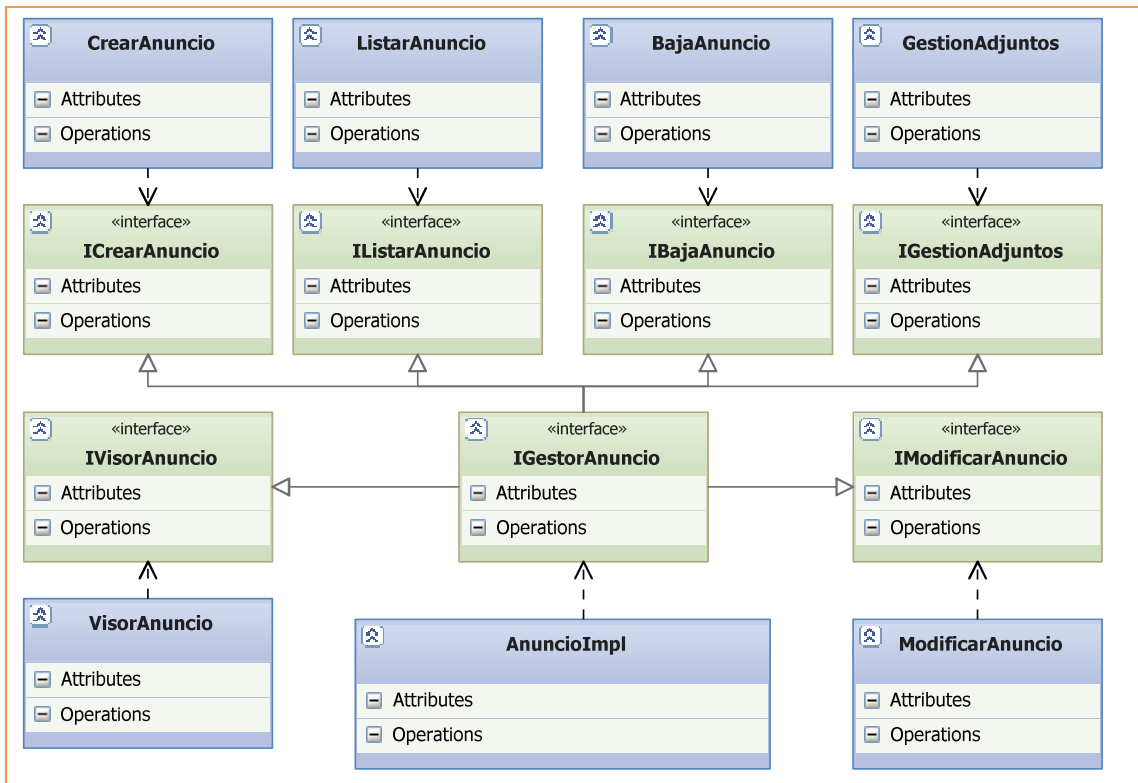 CrearAnuncio
Attributes
Operations
ListarAnuncio
Attributes
Operations
BajaAnuncio
Attributes
Operations
GestionAdjuntos
Attributes
Operations
«interface»
ICrearAnuncio
Attributes
Operations
«interface»
IListarAnuncio
Attributes
Operations
«interface»
IBajaAnuncio
Attributes
Operations
«interface»
IGestionAdjuntos
Attributes
Operations
«interface»
IVisorAnuncio
Attributes
Operations
«interface»
IGestorAnuncio
Attributes
Operations
«interface»
IModificarAnuncio
Attributes
Operations
VisorAnuncio
Attributes
Operations
AnuncioImpl
Attributes
Operations
ModificarAnuncio
Attributes
Operations